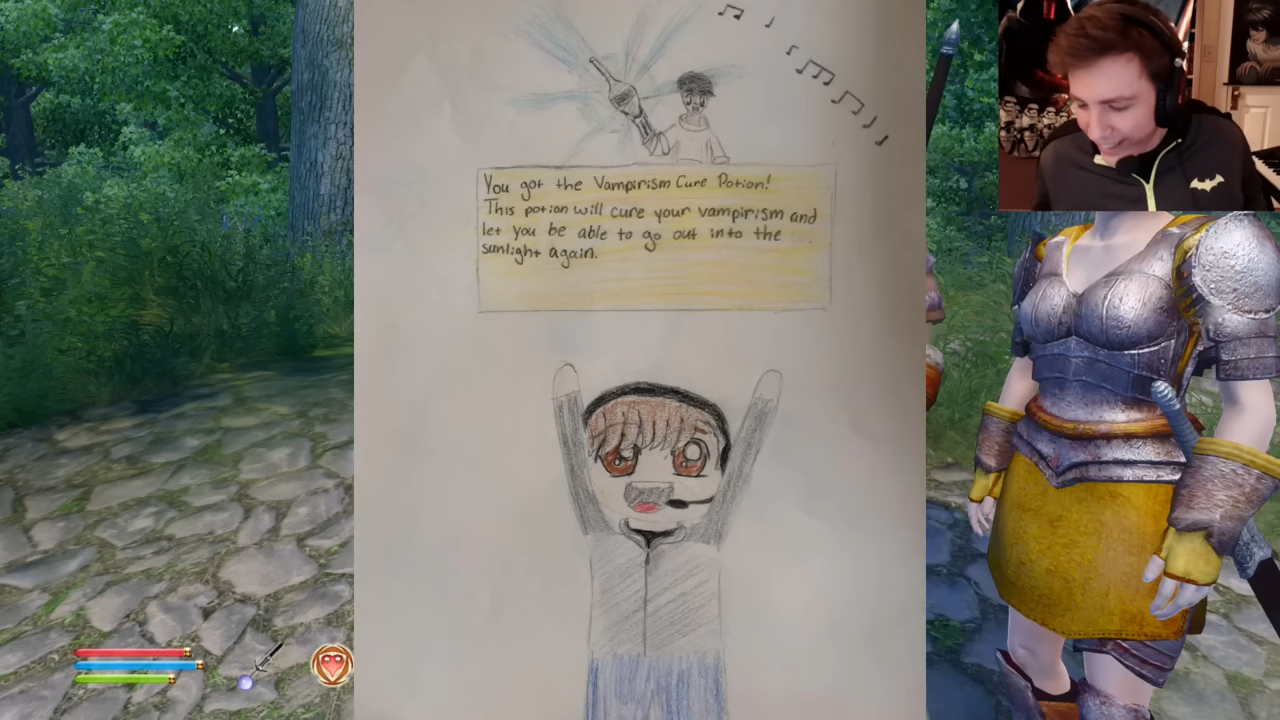 You got the Vampirism Cure Potion!
This potion will cure your vampirism and
let you be able to go out into the
sunlight again.